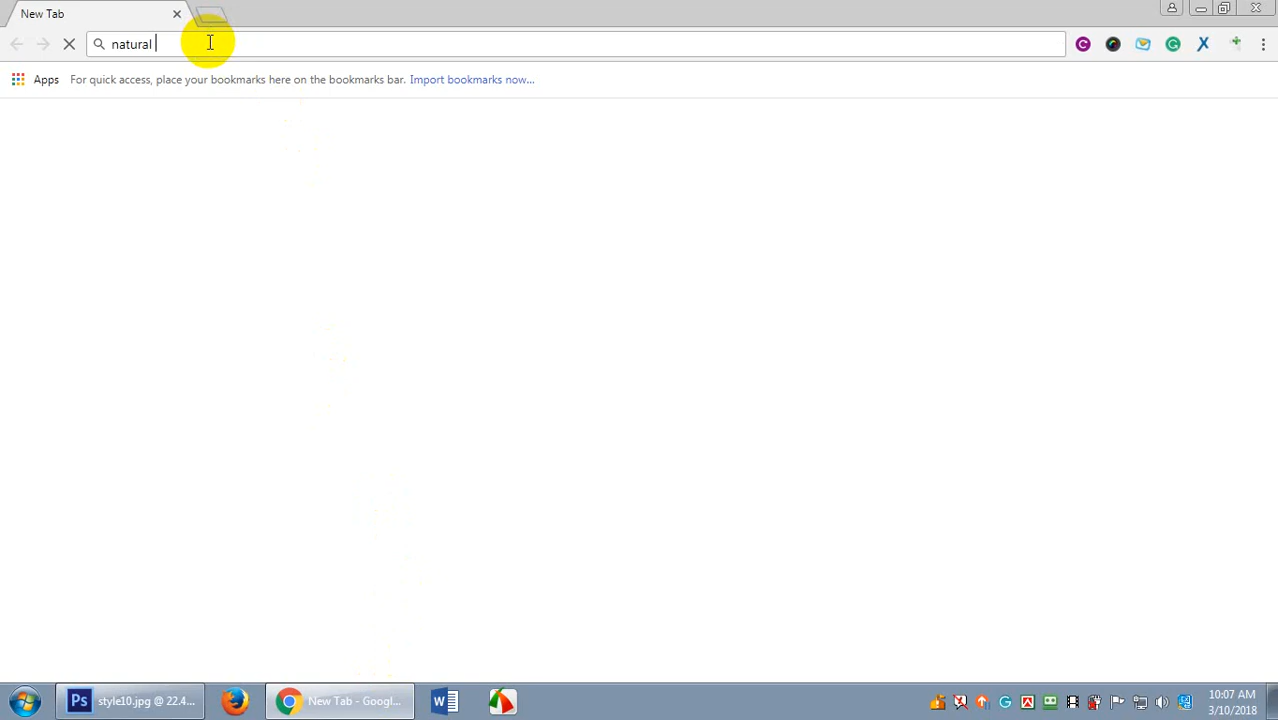 New Tab
natural
Apps For quick access, place your bookmarks here on the bookmarks bar. Import bookmarks now...
Ps style10.jpg @ 22.4... New Tab - Googl... 10:07 AM
3/10/2018